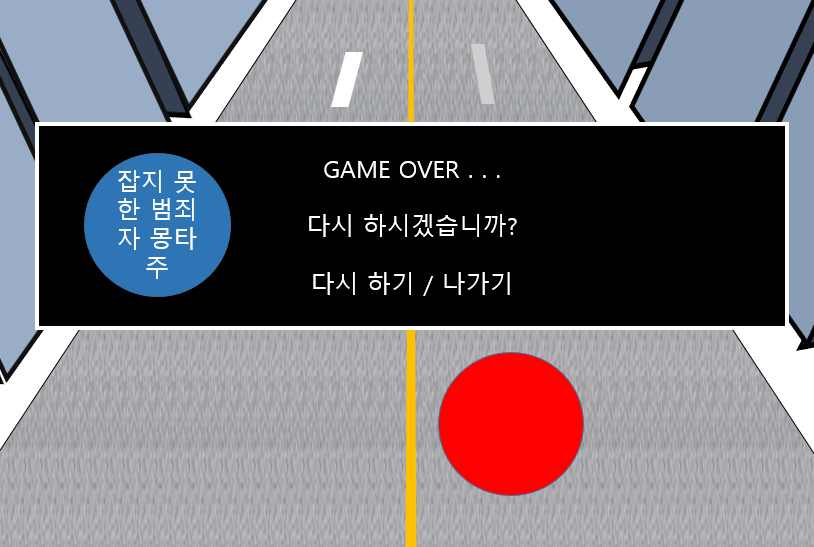 잡지 못
한 범죄
자 몽타
주
GAME OVER . . .
다시 하시겠습니까?
다시 하기 / 나가기